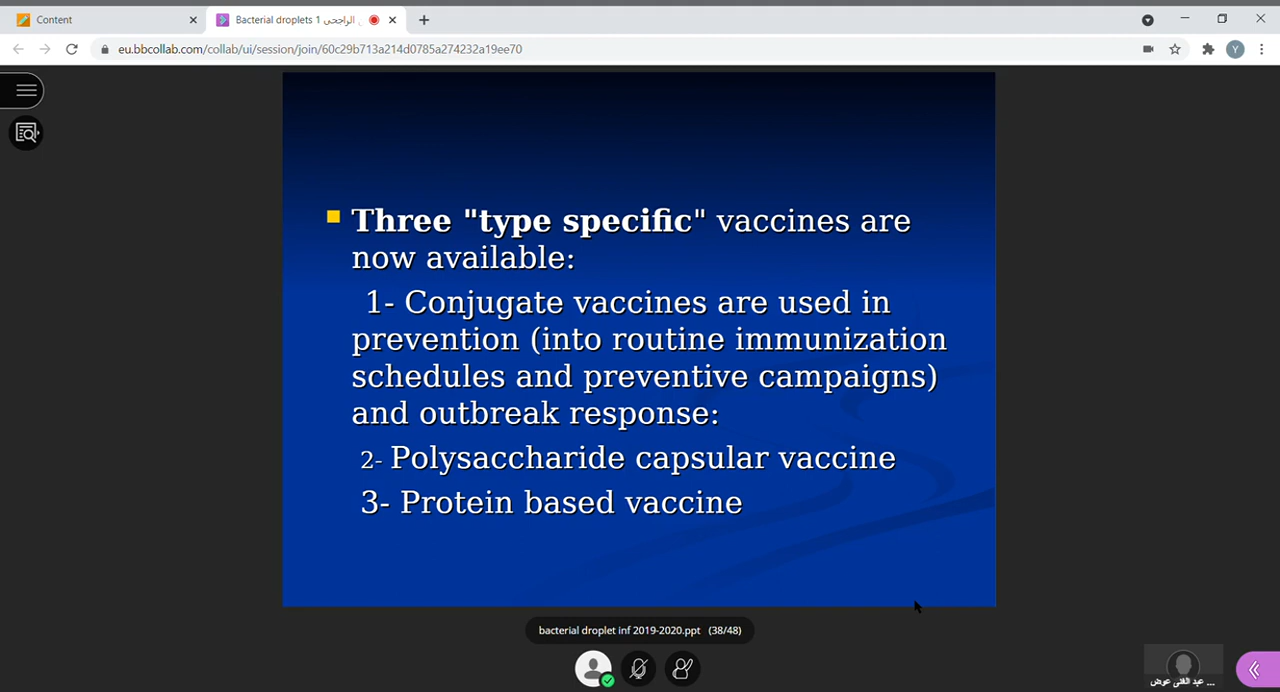 Content
Bacterial droplets 1 الراجحى
eu.bbcollab.com/collab/ui/session/join/60c29b713a214d0785a274232a19ee70
Y
Three "type specific" vaccines are
now available:
1- Conjugate vaccines are used in
prevention (into routine immunization
schedules and preventive campaigns)
and outbreak response:
2- Polysaccharide capsular vaccine
3- Protein based vaccine
bacterial droplet inf 2019-2020.ppt (38/48)
عبد الغنى عوض ...